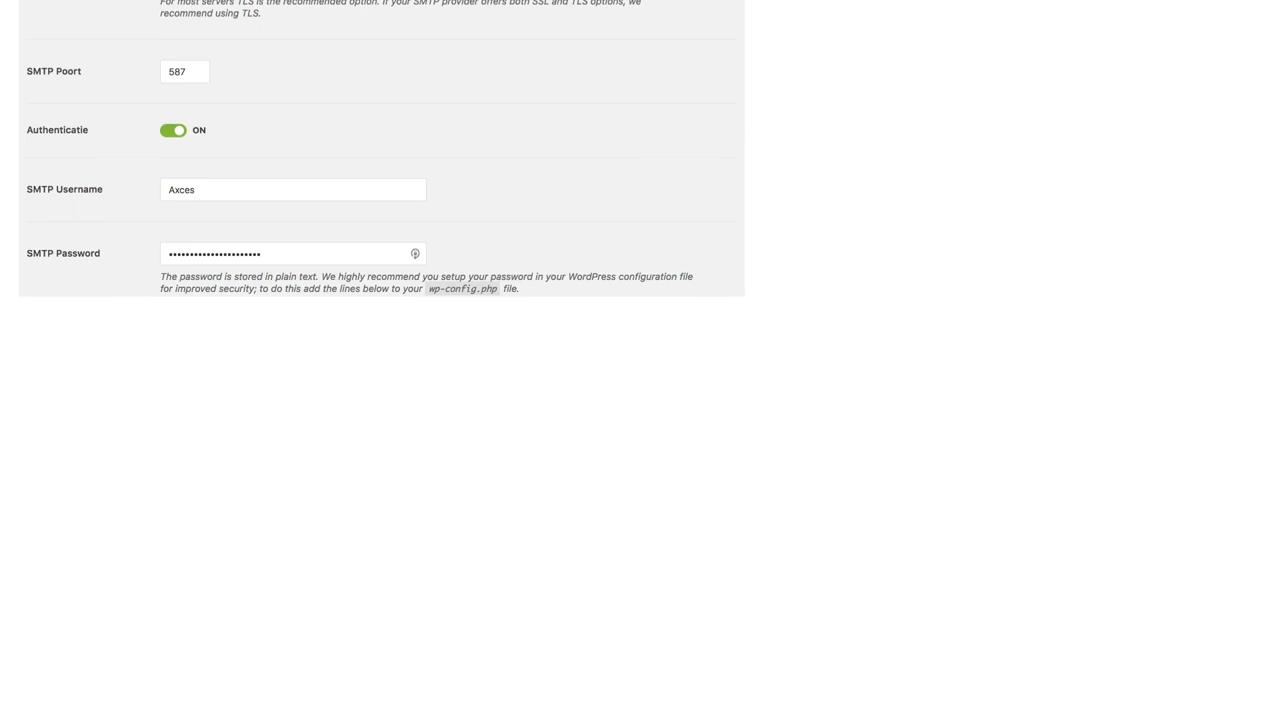 For most servers TLS is the recommended option. If your SMTP provider offers both SSL and TLS options, we
recommend using TLS.
SMTP Poort
587
Authenticatie
ON
SMTP Username
Axces
SMTP Password
••••••••••••••••••••••
The password is stored in plain text. We highly recommend you setup your password in your WordPress configuration file
for improved security; to do this add the lines below to your wp-config.php file.